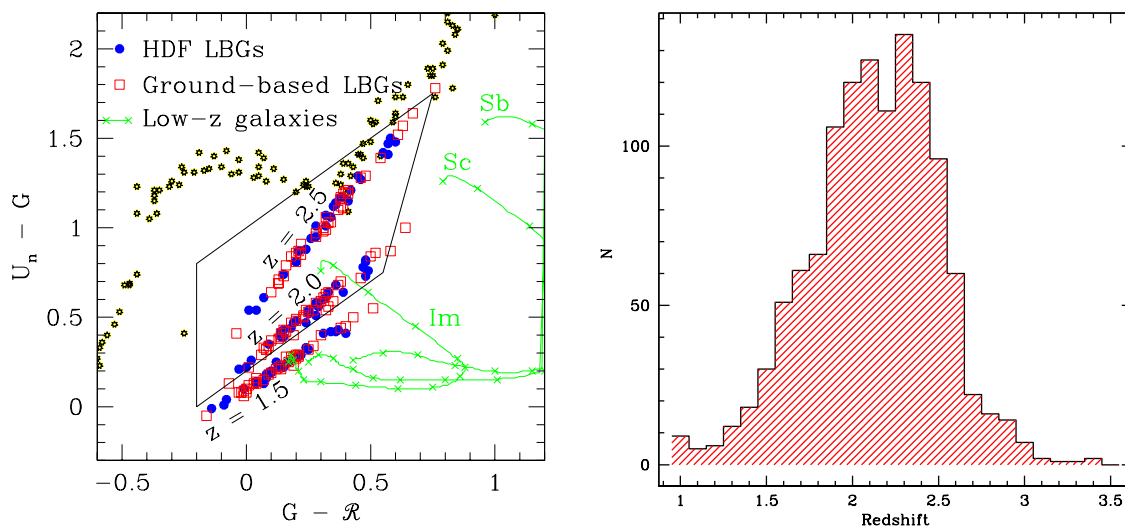 HDF LBGs
Ground-based LBGs
Low-z galaxies
Sb
Sc
Im
z = 2.5
z = 2.0
z = 1.5
2
1.5
1
0.5
0
U_n - G
-0.5
0
0.5
1
G - ℛ
100
50
0
N
1
1.5
2
2.5
3
3.5
Redshift